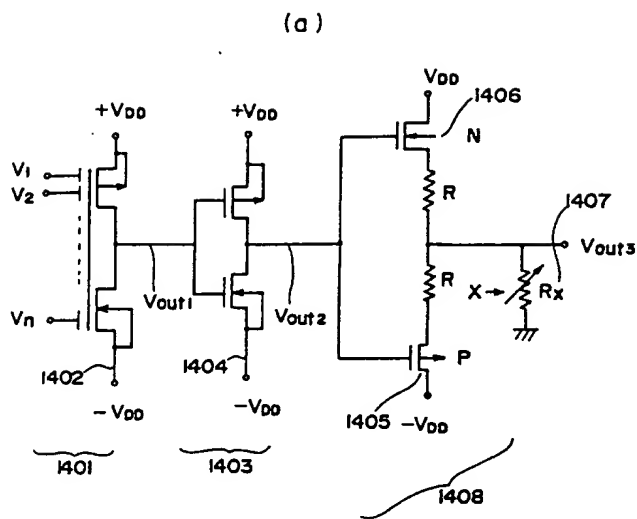 (a)
VDD
+VDD
+VDD
1406
N
V1
V2
R
1407
Vout3
Vout1
Vout2
X
Rx
R
Vn
1402
1404
P
1405
−VDD
−VDD
−VDD
1401
1403
1408